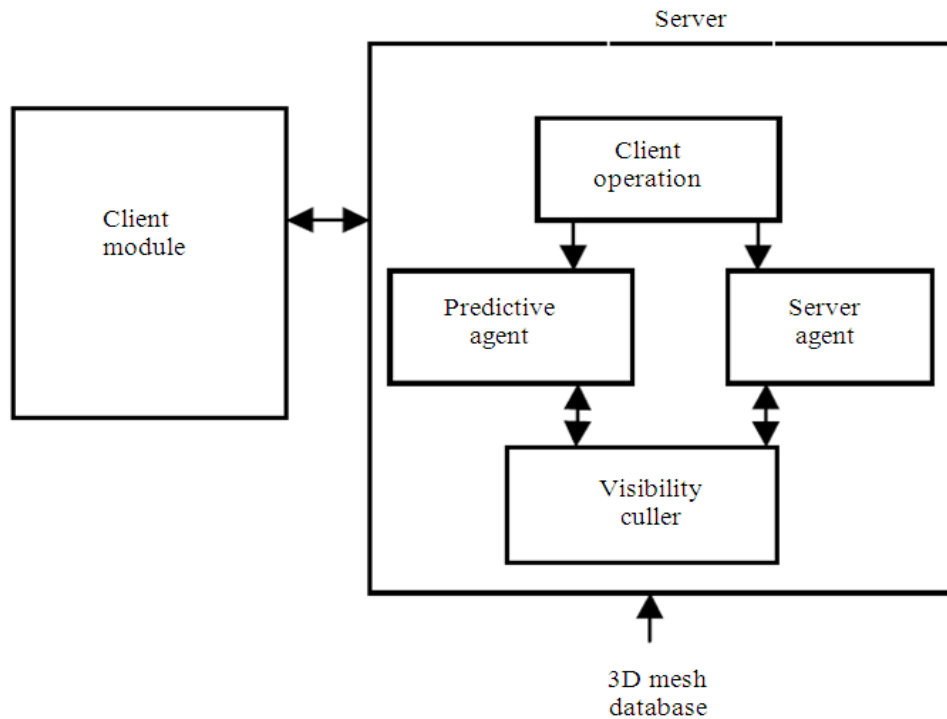 Server
Client
operation
Client
module
Predictive
agent
Server
agent
Visibility
culler
3D mesh
database